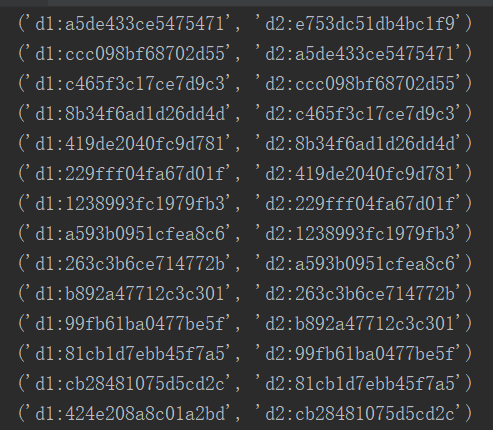 ('d1:a5de433ce5475471', 'd2:e753dc51db4bc1f9')
('d1:ccc098bf68702d55', 'd2:a5de433ce5475471')
('d1:c465f3c17ce7d9c3', 'd2:ccc098bf68702d55')
('d1:8b34f6ad1d26dd4d', 'd2:c465f3c17ce7d9c3')
('d1:419de2040fc9d781', 'd2:8b34f6ad1d26dd4d')
('d1:229fff04fa67d01f', 'd2:419de2040fc9d781')
('d1:1238993fc1979fb3', 'd2:229fff04fa67d01f')
('d1:a593b0951cfea8c6', 'd2:1238993fc1979fb3')
('d1:263c3b6ce714772b', 'd2:a593b0951cfea8c6')
('d1:b892a47712c3c301', 'd2:263c3b6ce714772b')
('d1:99fb61ba0477be5f', 'd2:b892a47712c3c301')
('d1:81cb1d7ebb45f7a5', 'd2:99fb61ba0477be5f')
('d1:cb28481075d5cd2c', 'd2:81cb1d7ebb45f7a5')
('d1:424e208a8c01a2bd', 'd2:cb28481075d5cd2c')